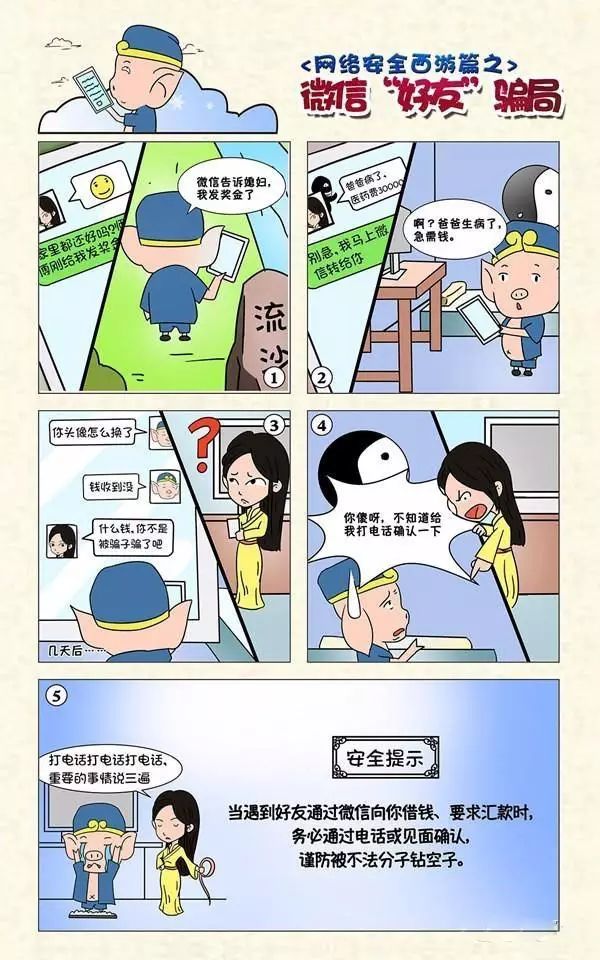 <网络安全西游篇之>
微信“好友”骗局
微信告诉媳妇，
我发奖金了
家里都还好吗?师
博刚给我发奖金
流
沙
1
爸爸病了，
医药费30000
别急，我马上微
信转给你
啊？爸爸生病了，
急需钱。
2
你头像怎么换了
钱收到没
什么钱,你不是
被骗子骗了吧
几天后……
?
3
4
你傻呀，不知道给
我打电话确认一下
5
打电话打电话打电话，
重要的事情说三遍
安全提示
当遇到好友通过微信向你借钱、要求汇款时，
务必通过电话或见面确认，
谨防被不法分子钻空子。